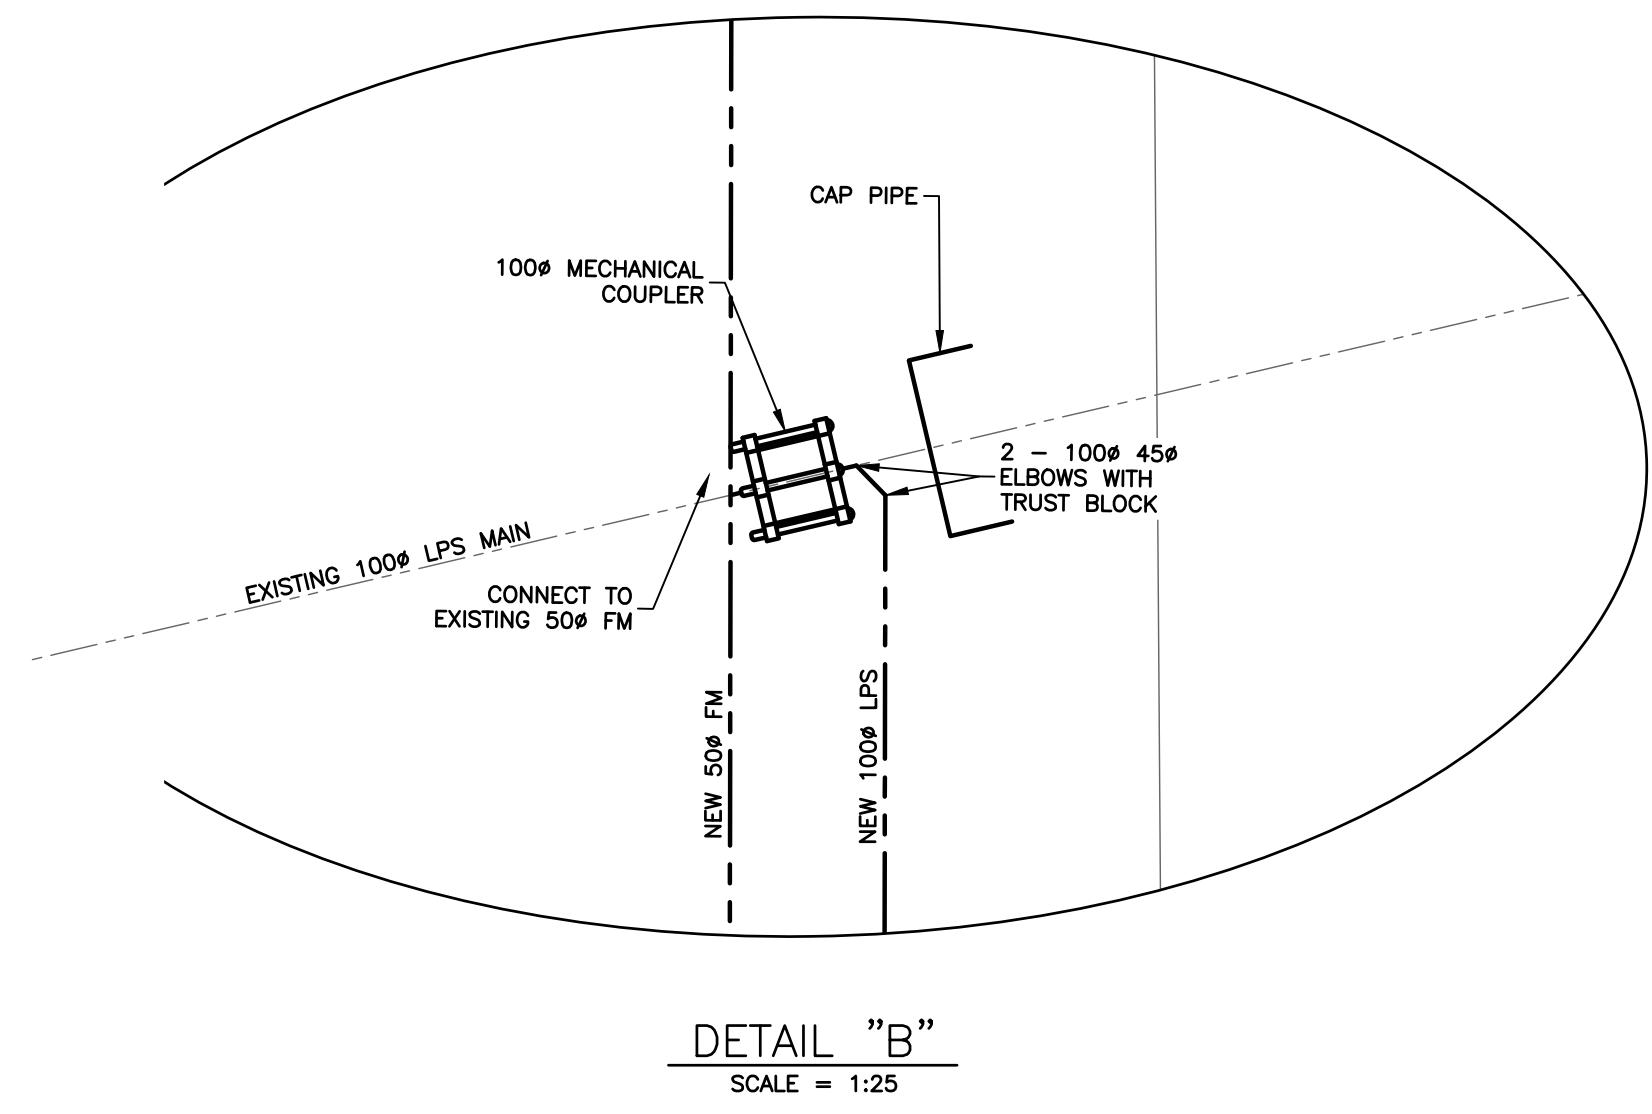 CAP PIPE
100ø MECHANICAL
COUPLER
2 - 100ø 45ø
ELBOWS WITH
TRUST BLOCK
EXISTING 100ø LPS MAIN
CONNECT TO
EXISTING 50ø FM
NEW 50ø FM
NEW 100ø LPS
DETAIL "B"
SCALE = 1:25